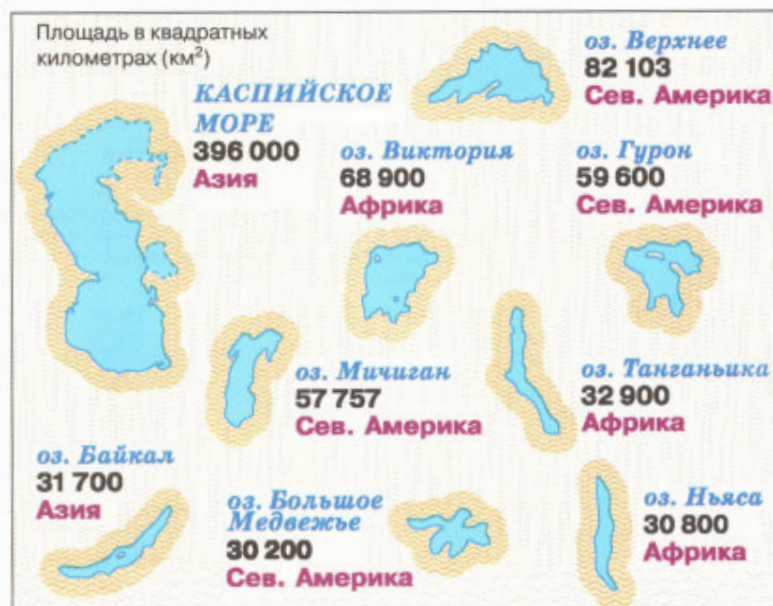 Площадь в квадратных
километрах (км²)
КАСПИЙСКОЕ
МОРЕ
396 000
Азия
оз. Верхнее
82 103
Сев. Америка
оз. Виктория
68 900
Африка
оз. Гурон
59 600
Сев. Америка
оз. Мичиган
57 757
Сев. Америка
оз. Танганьика
32 900
Африка
оз. Байкал
31 700
Азия
оз. Большое
Медвежье
30 200
Сев. Америка
оз. Ньяса
30 800
Африка